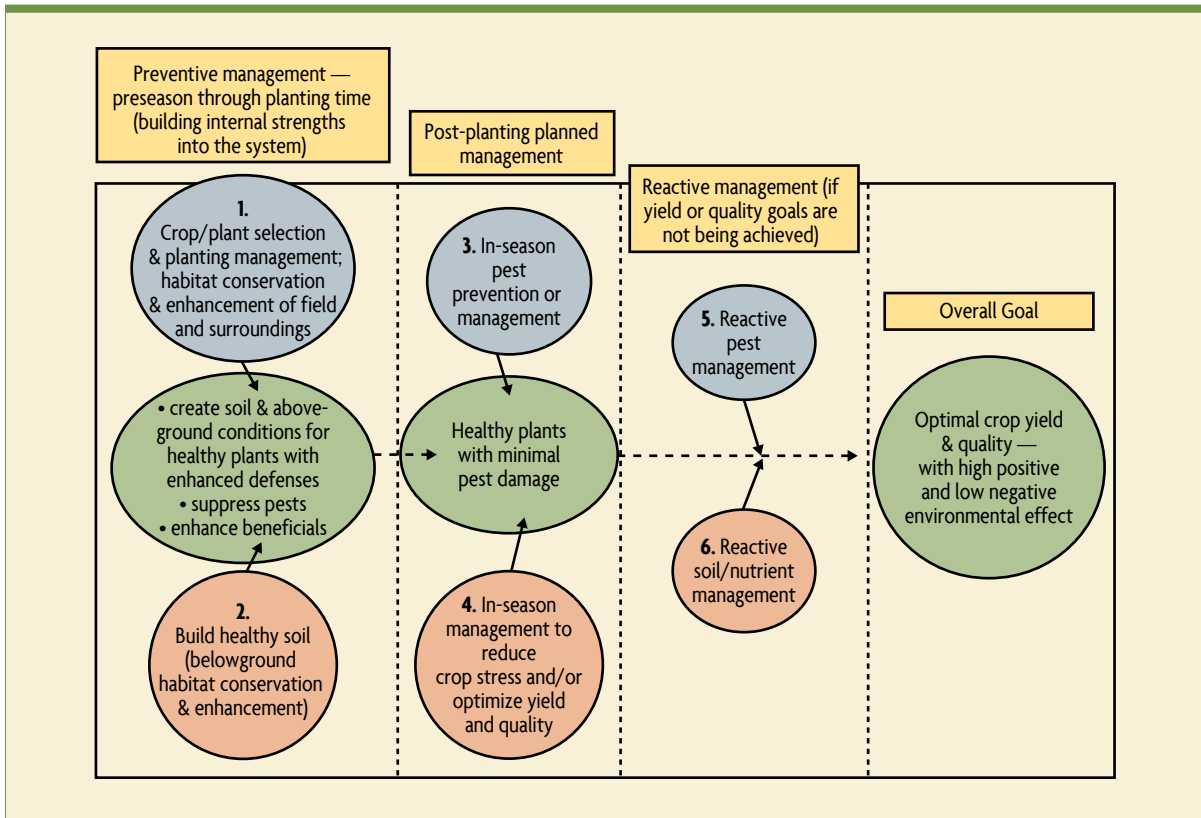 Preventive management —
preseason through planting time
(building internal strengths
into the system)
Post-planting planned
management
Reactive management (if
yield or quality goals are
not being achieved)
Overall Goal
1.
Crop/plant selection
& planting management;
habitat conservation
& enhancement of field
and surroundings
• create soil & above-
ground conditions for
healthy plants with
enhanced defenses
• suppress pests
• enhance beneficials
2.
Build healthy soil
(belowground
habitat conservation
& enhancement)
3. In-season
pest
prevention or
management
Healthy plants
with minimal
pest damage
4. In-season
management to
reduce
crop stress and/or
optimize yield
and quality
5. Reactive
pest
management
6. Reactive
soil/nutrient
management
Optimal crop yield
& quality —
with high positive
and low negative
environmental effect